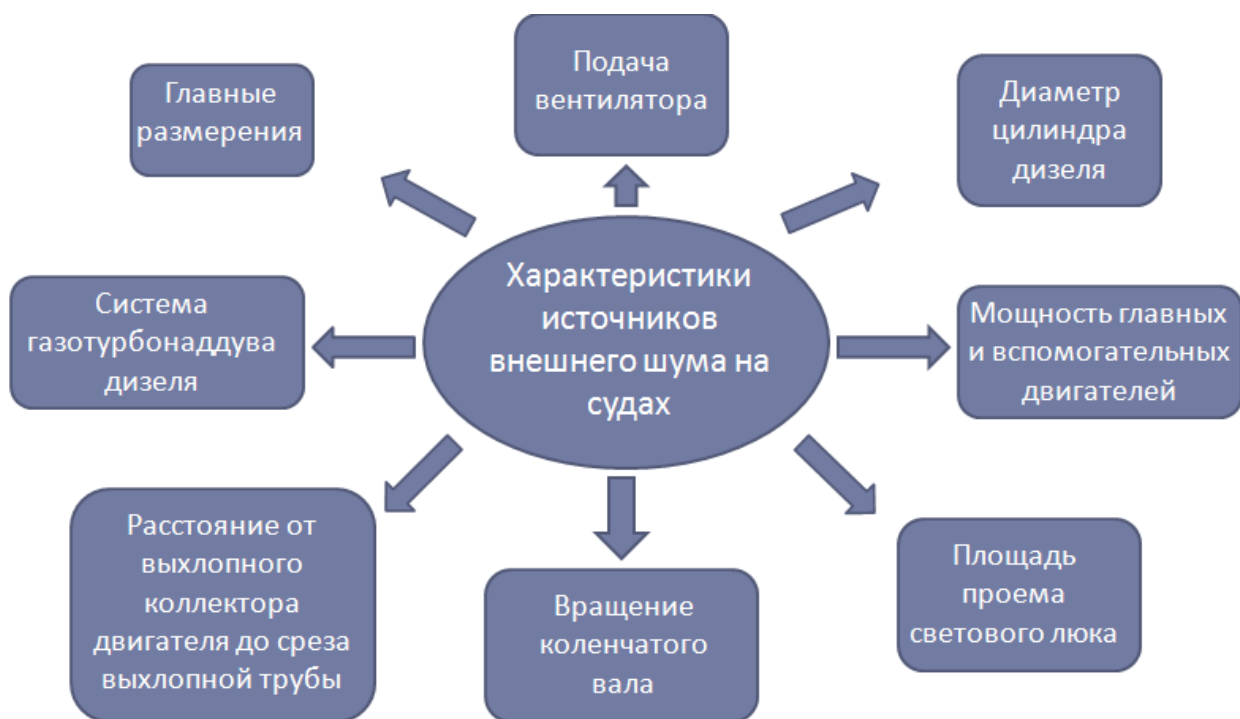 Главные
размерения
Подача
вентилятора
Диаметр
цилиндра
дизеля
Система
газотурбонаддува
дизеля
Характеристики
источников
внешнего шума на
судах
Мощность главных
и вспомогательных
двигателей
Расстояние от
выхлопного
коллектора
двигателя до среза
выхлопной трубы
Вращение
коленчатого
вала
Площадь
проема
светового люка